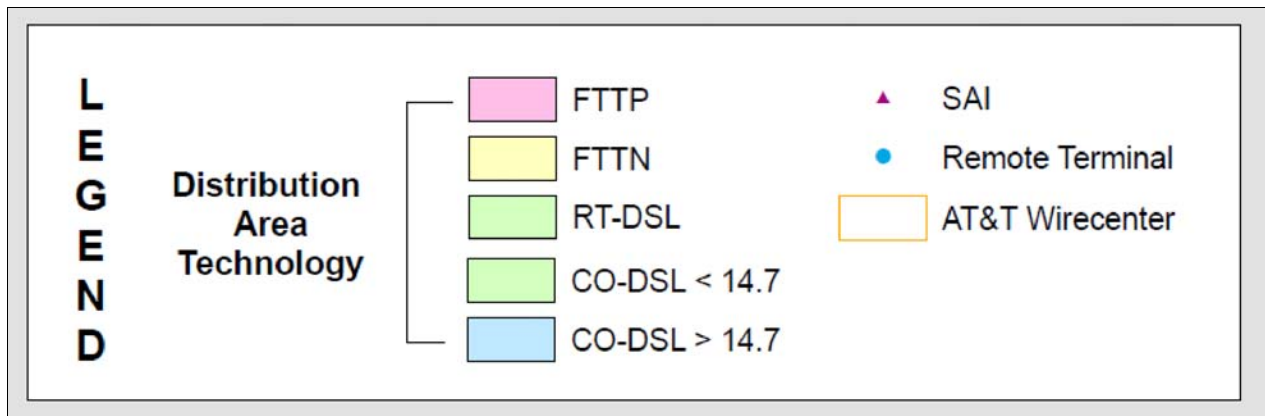 LEGEND
Distribution
Area
Technology
FTTP
FTTN
RT-DSL
CO-DSL < 14.7
CO-DSL > 14.7
SAI
Remote Terminal
AT&T Wirecenter